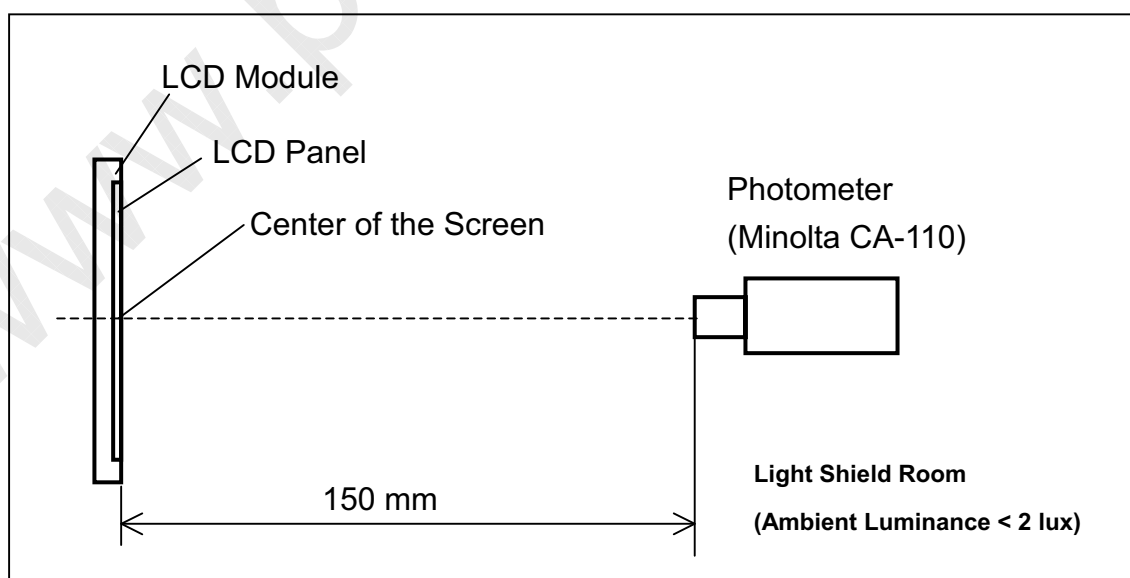 LCD Module
LCD Panel
Center of the Screen
Photometer
(Minolta CA-110)
150 mm
Light Shield Room
(Ambient Luminance < 2 lux)
www.p